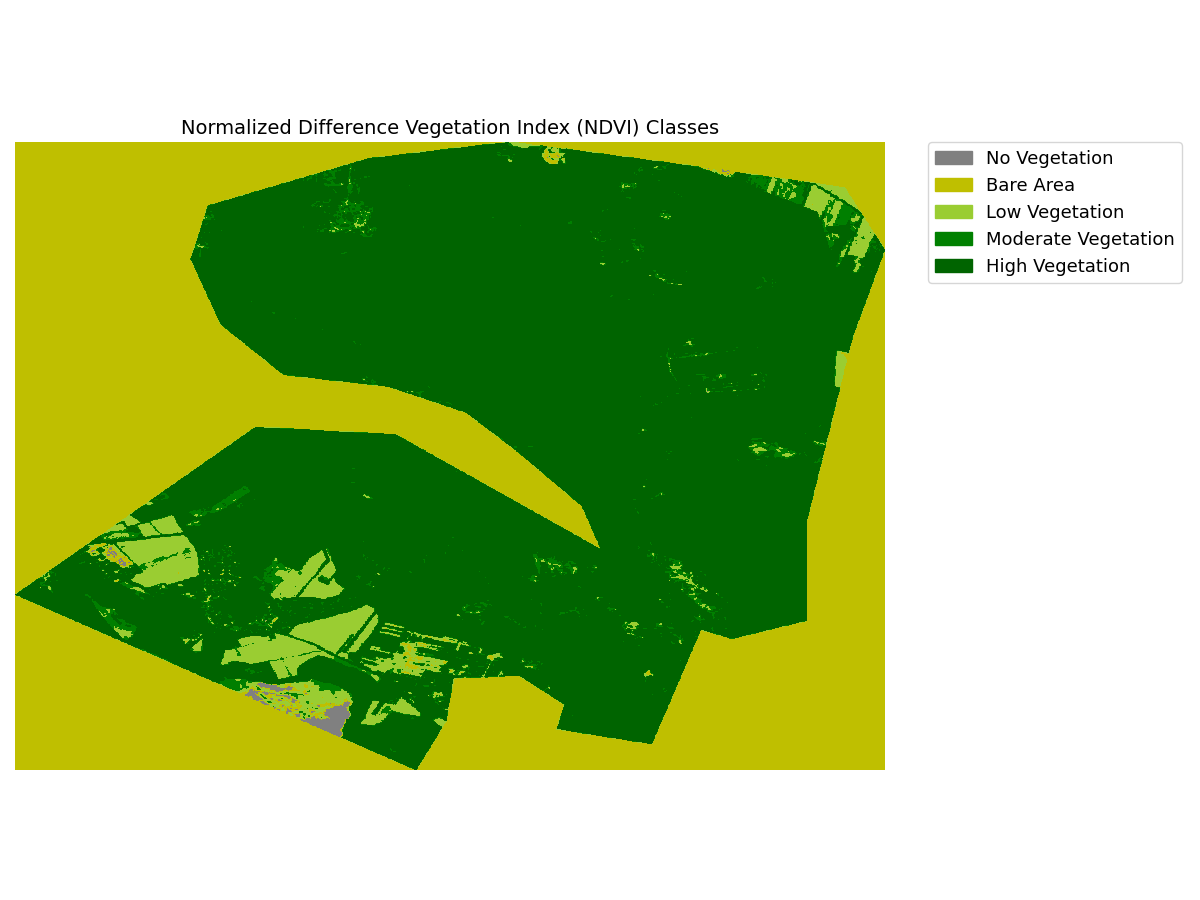 Normalized Difference Vegetation Index (NDVI) Classes
No Vegetation
Bare Area
Low Vegetation
Moderate Vegetation
High Vegetation